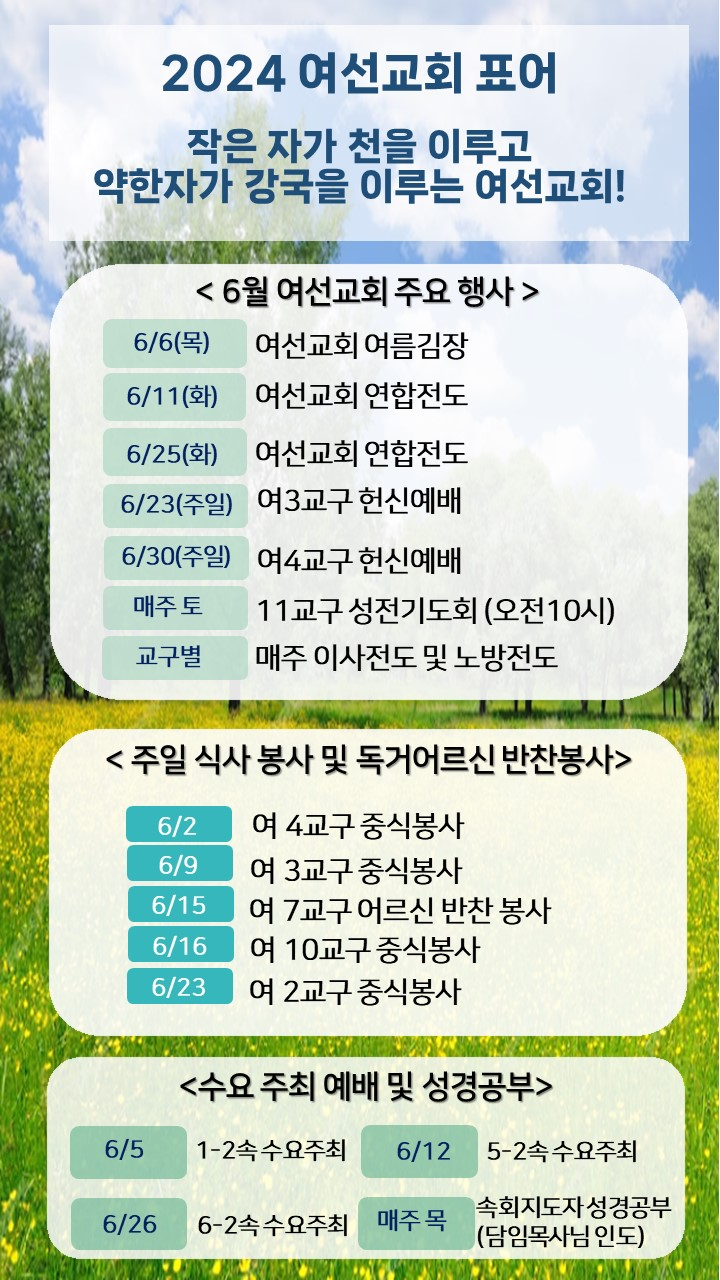 2024 여선교회 표어
작은 자가 천을 이루고
약한자가 강국을 이루는 여선교회!
< 6월 여선교회 주요 행사 >
6/6(목) 여선교회 여름김장
6/11(화) 여선교회 연합전도
6/25(화) 여선교회 연합전도
6/23(주일) 여3교구 헌신예배
6/30(주일) 여4교구 헌신예배
매주 토 11교구 성전기도회 (오전10시)
교구별 매주 이사전도 및 노방전도
< 주일 식사 봉사 및 독거어르신 반찬봉사>
6/2 여 4교구 중식봉사
6/9 여 3교구 중식봉사
6/15 여 7교구 어르신 반찬 봉사
6/16 여 10교구 중식봉사
6/23 여 2교구 중식봉사
<수요 주최 예배 및 성경공부>
6/5 1-2속 수요주최 6/12 5-2속 수요주최
6/26 6-2속 수요주최 매주 목 속회지도자 성경공부
(담임목사님 인도)